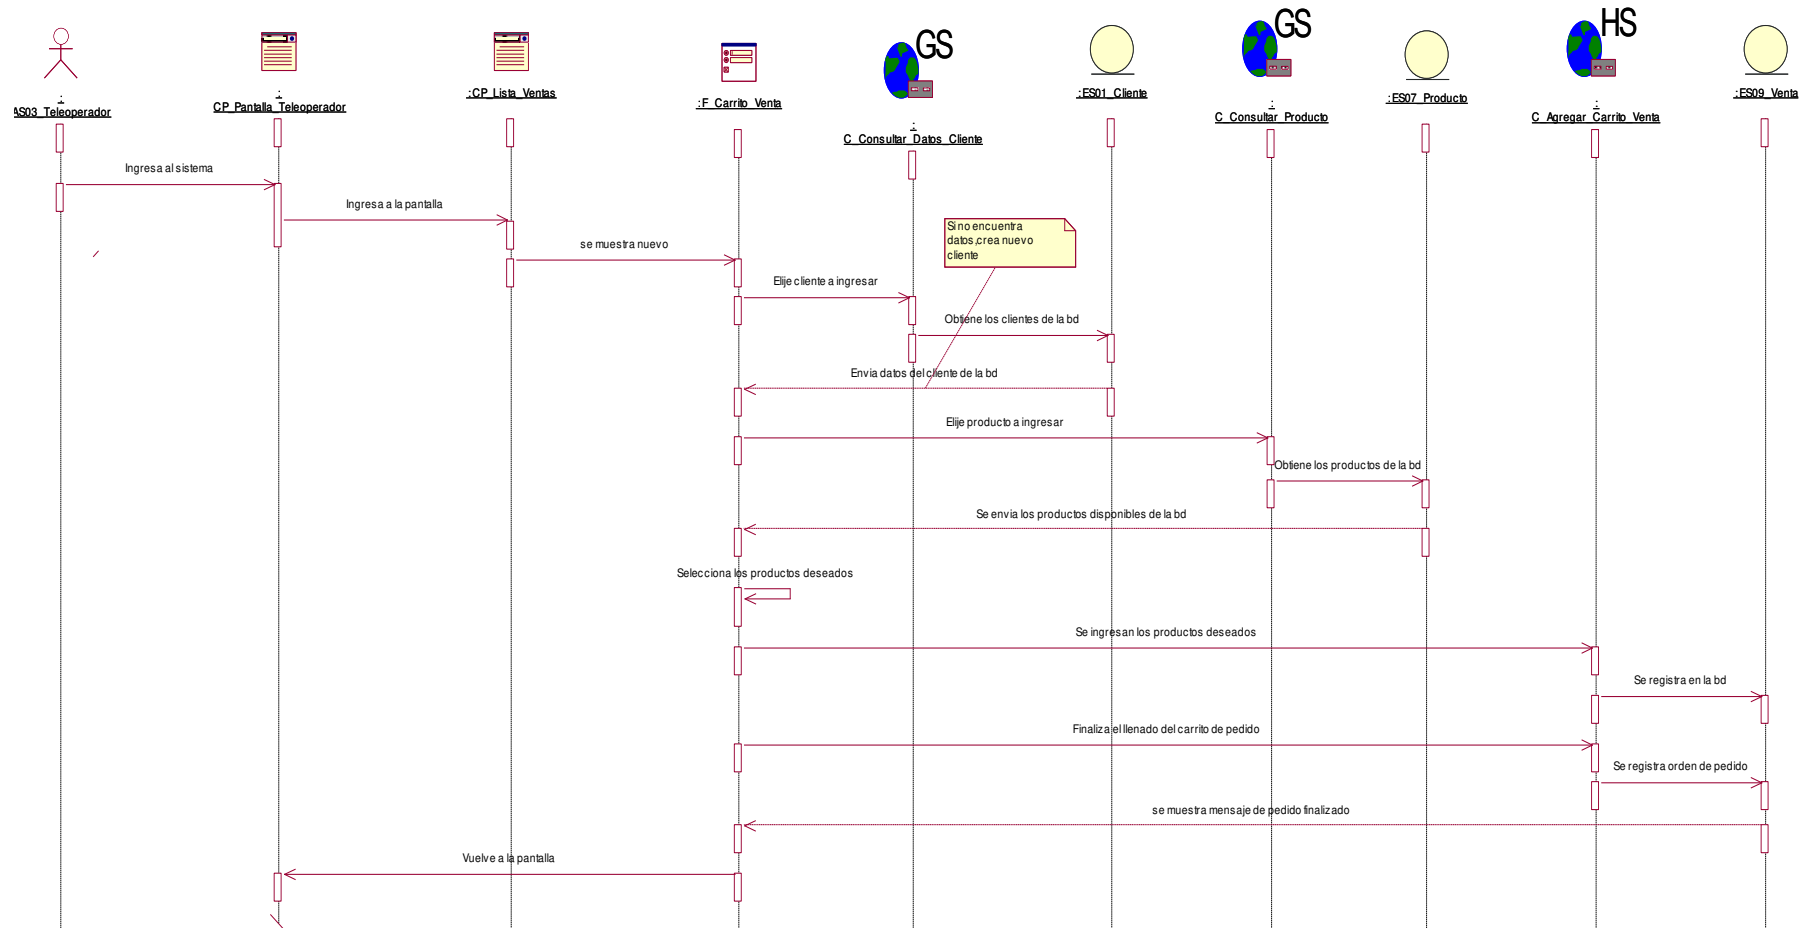 GS
GS
HS
:
AS03_Teleoperador
:
CP_Pantalla_Teleoperador
:CP_Lista_Ventas
:F_Carrito_Venta
:
C_Consultar_Datos_Cliente
:ES01_Cliente
:
C_Consultar_Producto
:ES07_Producto
:
C_Agregar_Carrito_Venta
:ES09_Venta
Ingresa al sistema
Ingresa a la pantalla
se muestra nuevo
Si no encuentra
datos,crea nuevo
cliente
Elije cliente a ingresar
Obtiene los clientes de la bd
Envia datos del cliente de la bd
Elije producto a ingresar
Obtiene los productos de la bd
Se envia los productos disponibles de la bd
Selecciona los productos deseados
Se ingresan los productos deseados
Se registra en la bd
Finaliza el llenado del carrito de pedido
Se registra orden de pedido
se muestra mensaje de pedido finalizado
Vuelve a la pantalla